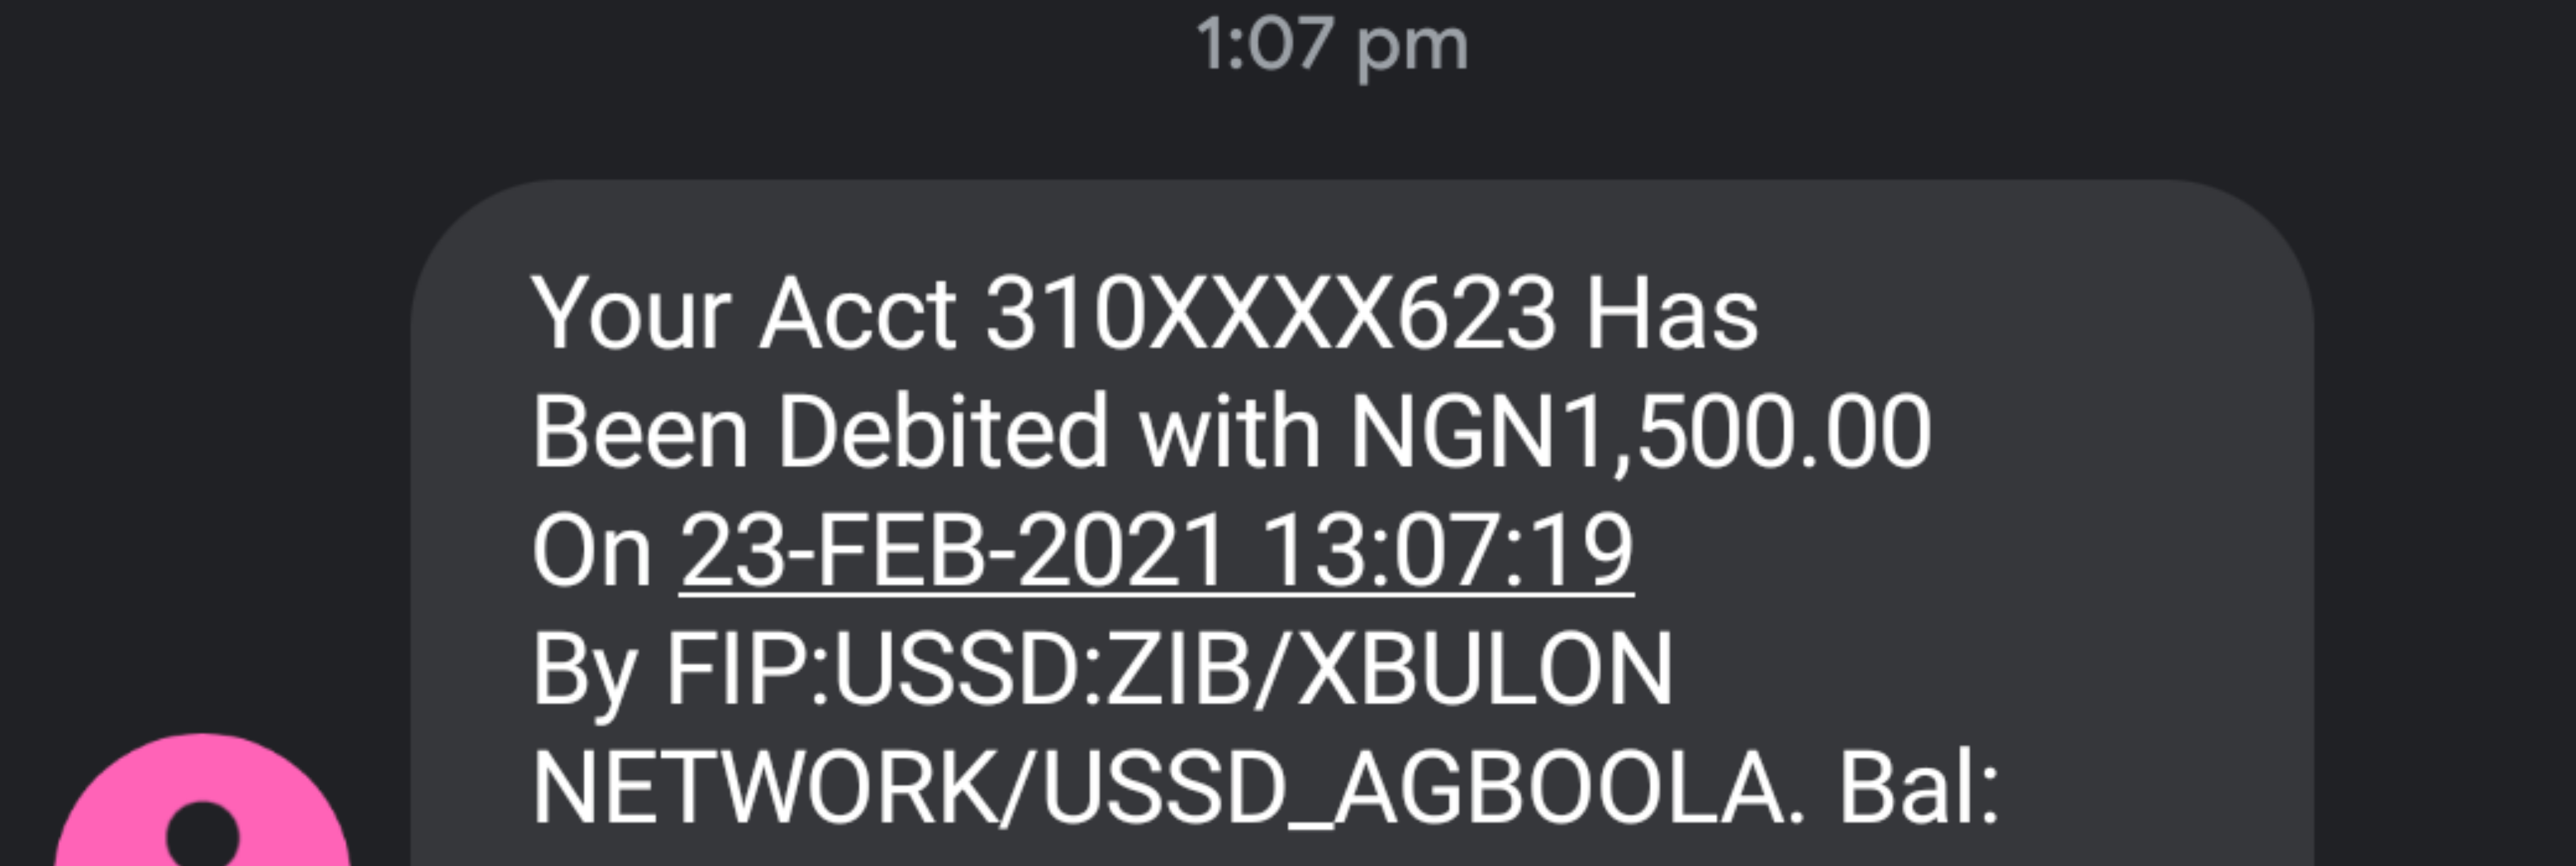 1:07 pm
Your Acct 310XXXX623 Has
Been Debited with NGN1,500.00
On 23-FEB-2021 13:07:19
By FIP:USSD:ZIB/XBULON
NETWORK/USSD_AGBOOLA. Bal: